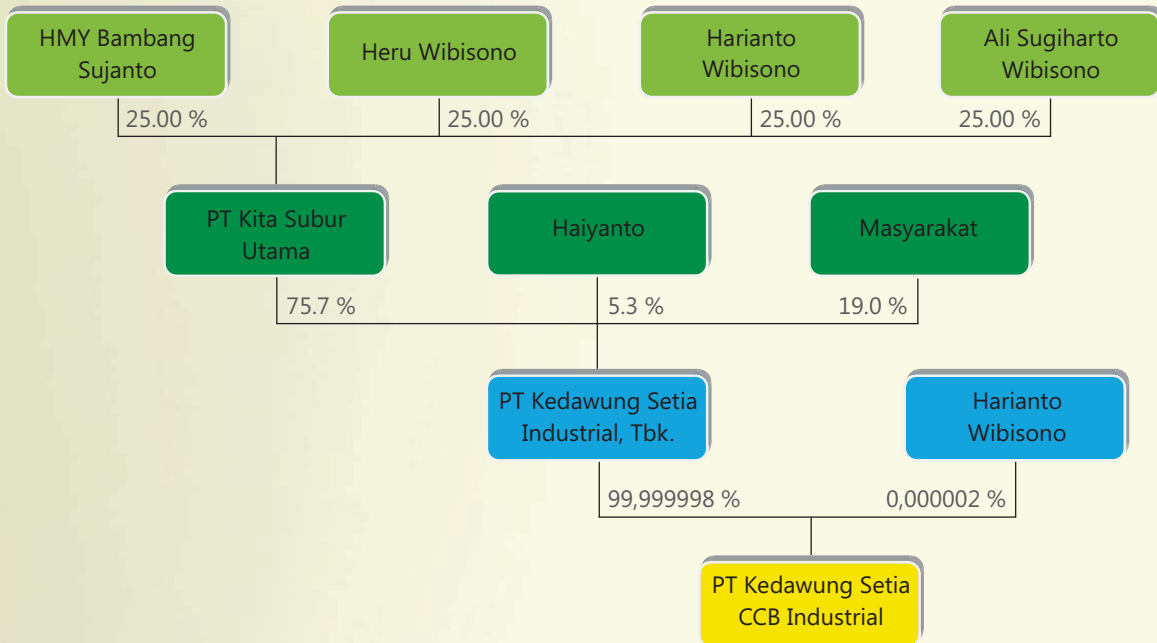 HMY Bambang
Sujanto
Heru Wibisono
Harianto
Wibisono
Ali Sugiharto
Wibisono
25.00 %
25.00 %
25.00 %
25.00 %
PT Kita Subur
Utama
Haiyanto
Masyarakat
75.7 %
5.3 %
19.0 %
PT Kedawung Setia
Industrial, Tbk.
Harianto
Wibisono
99,999998 %
0,000002 %
PT Kedawung Setia
CCB Industrial